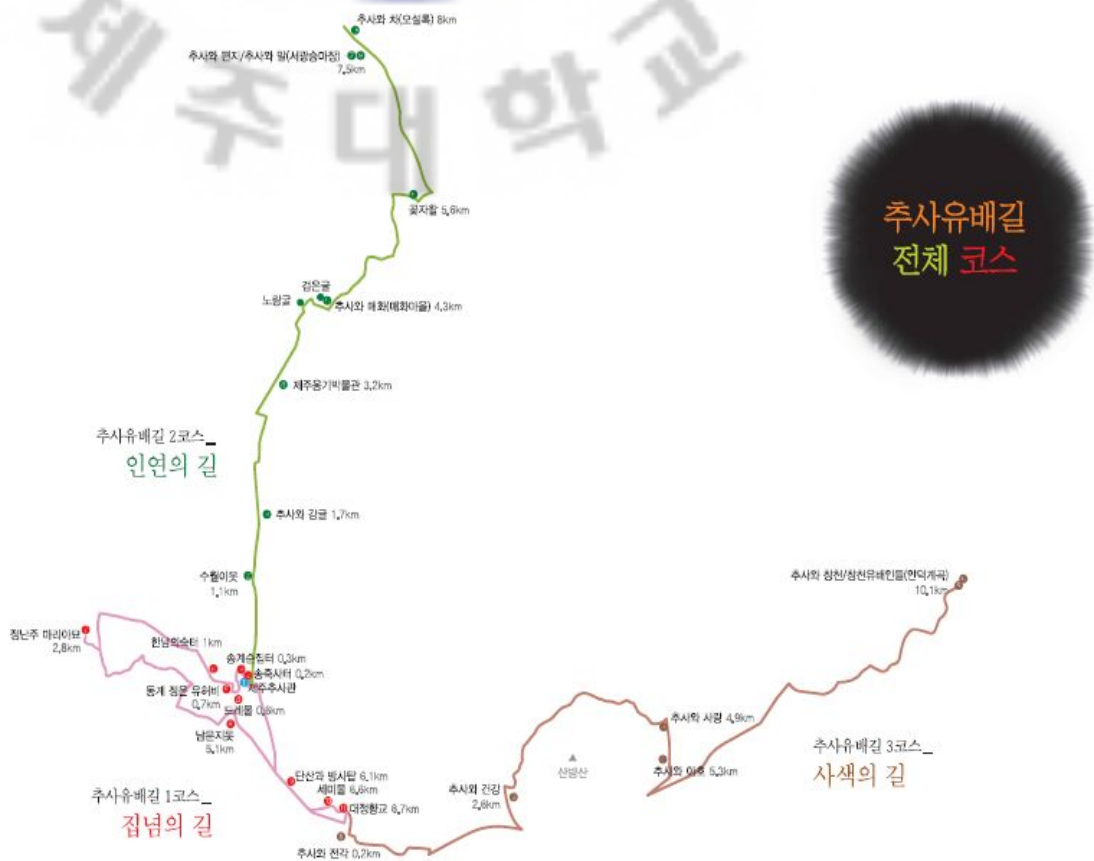 제주대학교
추사와 차(오설록) 8km
추사와 편지/추사와 말(서광승마장)
7.5km
곶자왈 5.6km
추사유배길
전체 코스
검은굴
노랑굴
추사와 매화(매화마을) 4.3km
제주옹기박물관 3.2km
추사유배길 2코스_
인연의 길
추사와 감귤 1.7km
수월이못
1.1km
추사와 창천/창천유배인들(안덕계곡)
10.1km
정난주 마리아묘
2.8km
한남의숙터 1km
송계순집터 0.3km
송죽사터 0.2km
제주추사관
동계 정온 유허비
0.7km
드레물 0.8km
남문지못
5.1km
추사와 사랑 4.9km
추사유배길 3코스_
사색의 길
산방산
추사와 아호 5.3km
단산과 방사탑 6.1km
세미물 6.6km
추사와 건강
2.6km
추사유배길 1코스_
집념의 길
대정향교 6.7km
추사와 전각 0.2km